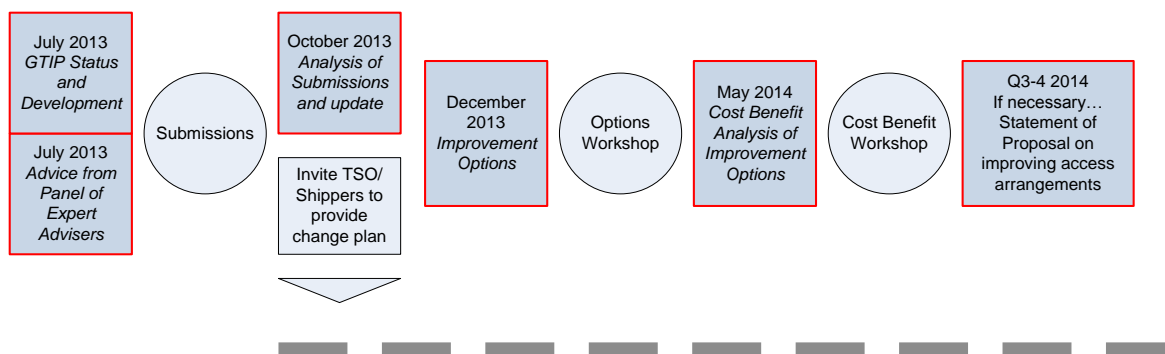 July 2013
GTIP Status
and
Development
July 2013
Advice from
Panel of
Expert
Advisers
Submissions
October 2013
Analysis of
Submissions
and update
Invite TSO/
Shippers to
provide
change plan
December
2013
Improvement
Options
Options
Workshop
May 2014
Cost Benefit
Analysis of
Improvement
Options
Cost Benefit
Workshop
Q3-4 2014
If necessary…
Statement of
Proposal on
improving access
arrangements